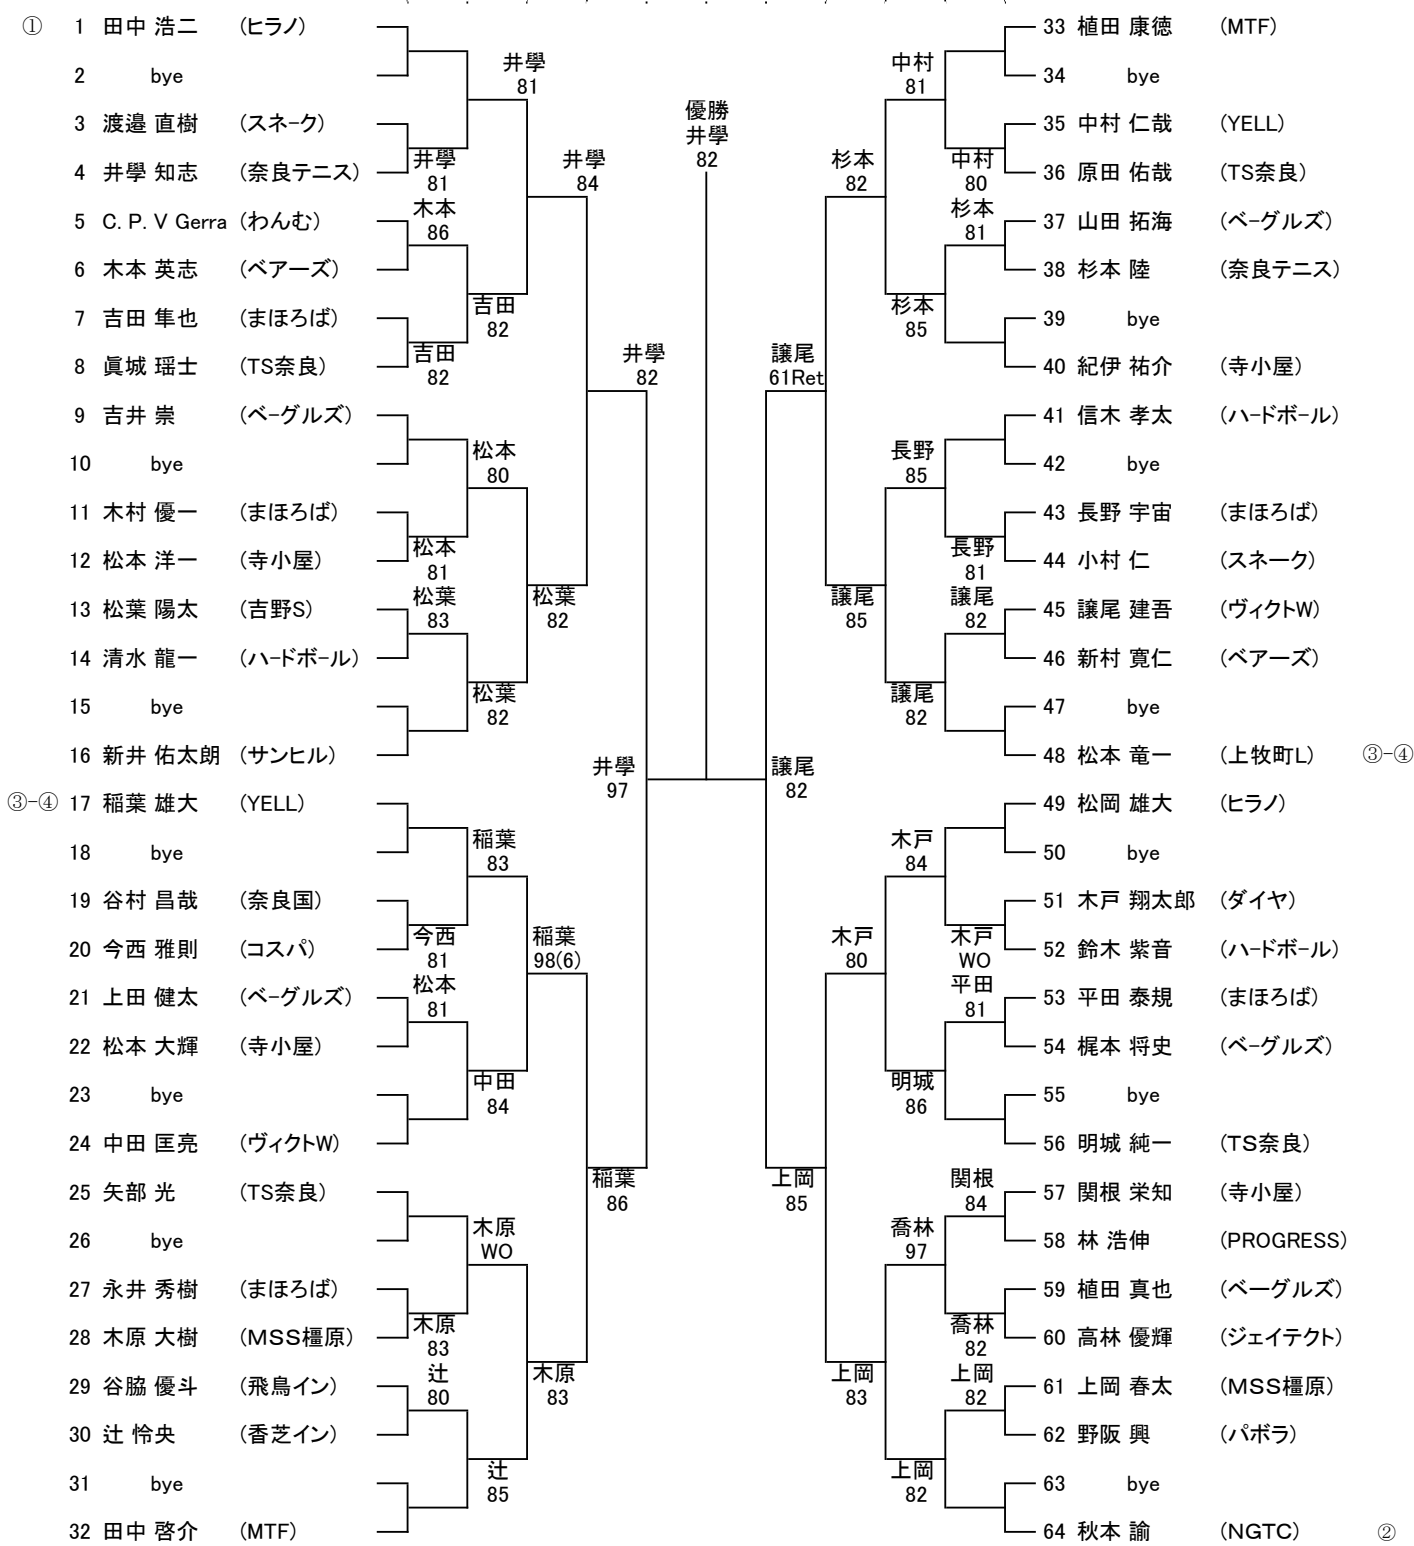 ① 1 田中 浩二 (ヒラノ)
2 bye
3 渡邉 直樹 (スネーク)
4 井學 知志 (奈良テニス)
5 C. P. V Gerra (わんむ)
6 木本 英志 (ベアーズ)
7 吉田 隼也 (まほろば)
8 眞城 瑶士 (TS奈良)
9 吉井 崇 (ベーグルズ)
10 bye
11 木村 優一 (まほろば)
12 松本 洋一 (寺小屋)
13 松葉 陽太 (吉野S)
14 清水 龍一 (ハードボール)
15 bye
16 新井 佑太朗 (サンヒル)
③-④ 17 稲葉 雄大 (YELL)
18 bye
19 谷村 昌哉 (奈良国)
20 今西 雅則 (コスパ)
21 上田 健太 (ベーグルズ)
22 松本 大輝 (寺小屋)
23 bye
24 中田 匡亮 (ヴィクトW)
25 矢部 光 (TS奈良)
26 bye
27 永井 秀樹 (まほろば)
28 木原 大樹 (MSS橿原)
29 谷脇 優斗 (飛鳥イン)
30 辻 怜央 (香芝イン)
31 bye
32 田中 啓介 (MTF)
井學
81
木本
86
吉田
82
松本
81
松葉
83
今西
81
松本
81
木原
83
辻
80
井學
81
吉田
82
松本
80
松葉
82
稲葉
83
中田
84
木原
WO
辻
85
井學
84
松葉
82
稲葉
98(6)
木原
83
井學
82
稲葉
86
井學
97
優勝
井學
82
譲尾
82
譲尾
61Ret
上岡
85
杉本
82
譲尾
85
木戸
80
上岡
83
中村
81
杉本
85
長野
85
譲尾
82
木戸
84
明城
86
喬林
97
上岡
82
中村
80
杉本
81
長野
81
譲尾
82
木戸
WO
平田
81
関根
84
喬林
82
上岡
82
33 植田 康徳 (MTF)
34 bye
35 中村 仁哉 (YELL)
36 原田 佑哉 (TS奈良)
37 山田 拓海 (ベーグルズ)
38 杉本 陸 (奈良テニス)
39 bye
40 紀伊 祐介 (寺小屋)
41 信木 孝太 (ハードボール)
42 bye
43 長野 宇宙 (まほろば)
44 小村 仁 (スネーク)
45 譲尾 建吾 (ヴィクトW)
46 新村 寛仁 (ベアーズ)
47 bye
48 松本 竜一 (上牧町L) ③-④
49 松岡 雄大 (ヒラノ)
50 bye
51 木戸 翔太郎 (ダイヤ)
52 鈴木 紫音 (ハードボール)
53 平田 泰規 (まほろば)
54 梶本 将史 (ベーグルズ)
55 bye
56 明城 純一 (TS奈良)
57 関根 栄知 (寺小屋)
58 林 浩伸 (PROGRESS)
59 植田 真也 (ベーグルズ)
60 高林 優輝 (ジェイテクト)
61 上岡 春太 (MSS橿原)
62 野阪 興 (パボラ)
63 bye
64 秋本 諭 (NGTC) ②